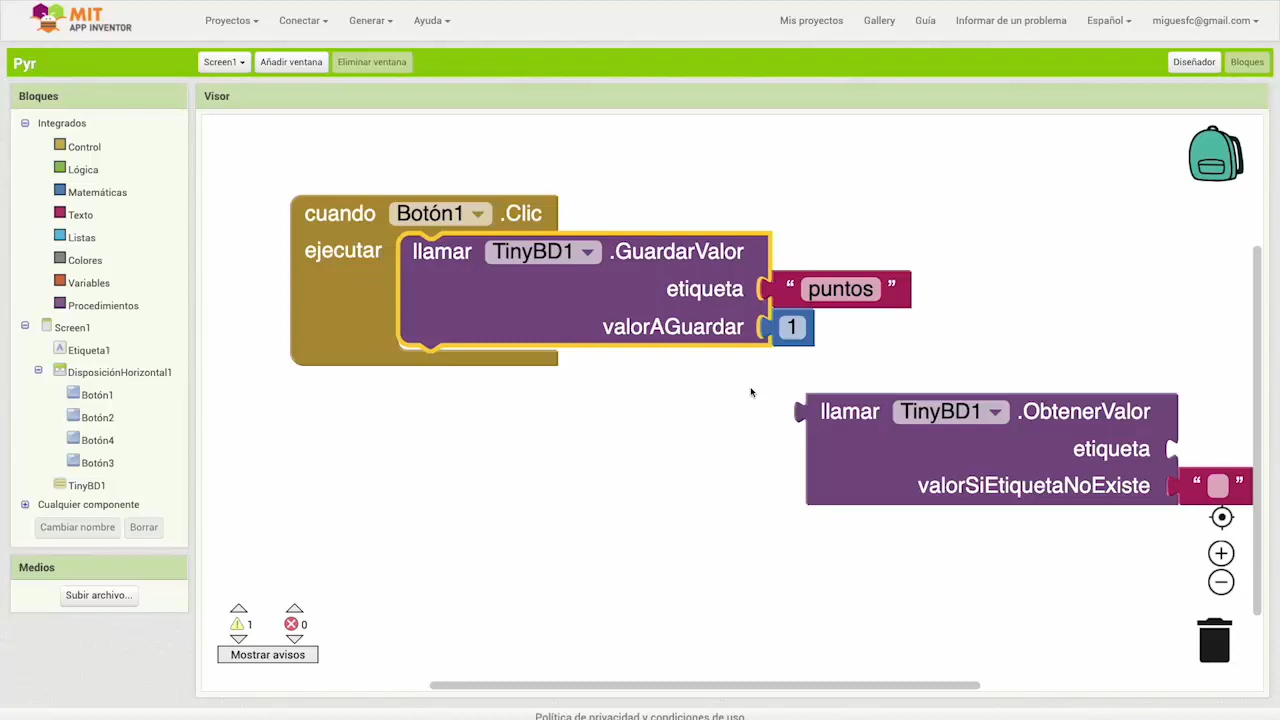 MIT
APP INVENTOR
Proyectos
Conectar
Generar
Ayuda
Mis proyectos
Gallery
Guía
Informar de un problema
Español
miguesfc@gmail.com
Pyr
Screen1
Añadir ventana
Eliminar ventana
Diseñador
Bloques
Bloques
Visor
Integrados
Control
Lógica
Matemáticas
Texto
Listas
Colores
Variables
Procedimientos
Screen1
Etiqueta1
DisposiciónHorizontal1
Botón1
Botón2
Botón4
Botón3
TinyBD1
Cualquier componente
Cambiar nombre
Borrar
Medios
Subir archivo...
cuando Botón1 .Clic
ejecutar llamar TinyBD1 .GuardarValor
etiqueta “ puntos ”
valorAGuardar 1
llamar TinyBD1 .ObtenerValor
etiqueta
valorSiEtiquetaNoExiste “ ”
1
0
Mostrar avisos
Política de privacidad y condiciones de uso